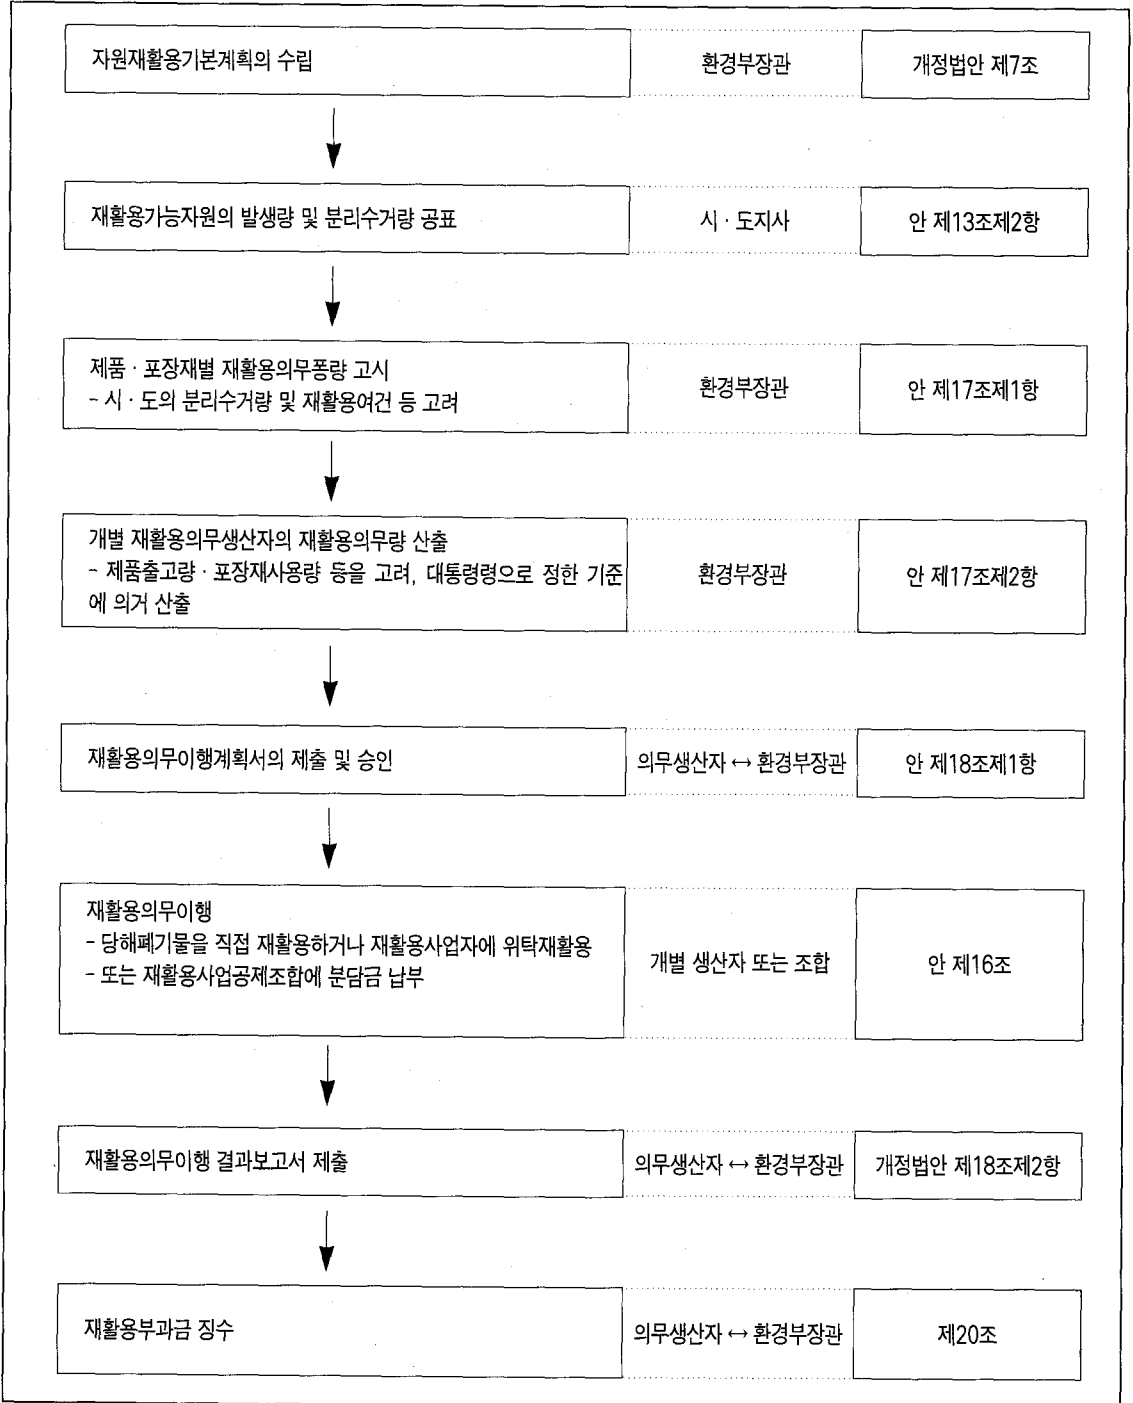 자원재활용기본계획의 수립
환경부장관
개정법안 제7조
재활용가능자원의 발생량 및 분리수거량 공표
시 · 도지사
안 제13조제2항
제품 · 포장재별 재활용의무총량 고시
- 시 · 도의 분리수거량 및 재활용여건 등 고려
환경부장관
안 제17조제1항
개별 재활용의무생산자의 재활용의무량 산출
- 제품출고량 · 포장재사용량 등을 고려, 대통령령으로 정한 기준
에 의거 산출
환경부장관
안 제17조제2항
재활용의무이행계획서의 제출 및 승인
의무생산자 ↔ 환경부장관
안 제18조제1항
재활용의무이행
- 당해폐기물을 직접 재활용하거나 재활용사업자에 위탁재활용
- 또는 재활용사업공제조합에 분담금 납부
개별 생산자 또는 조합
안 제16조
재활용의무이행 결과보고서 제출
의무생산자 ↔ 환경부장관
개정법안 제18조제2항
재활용부과금 징수
의무생산자 ↔ 환경부장관
제20조